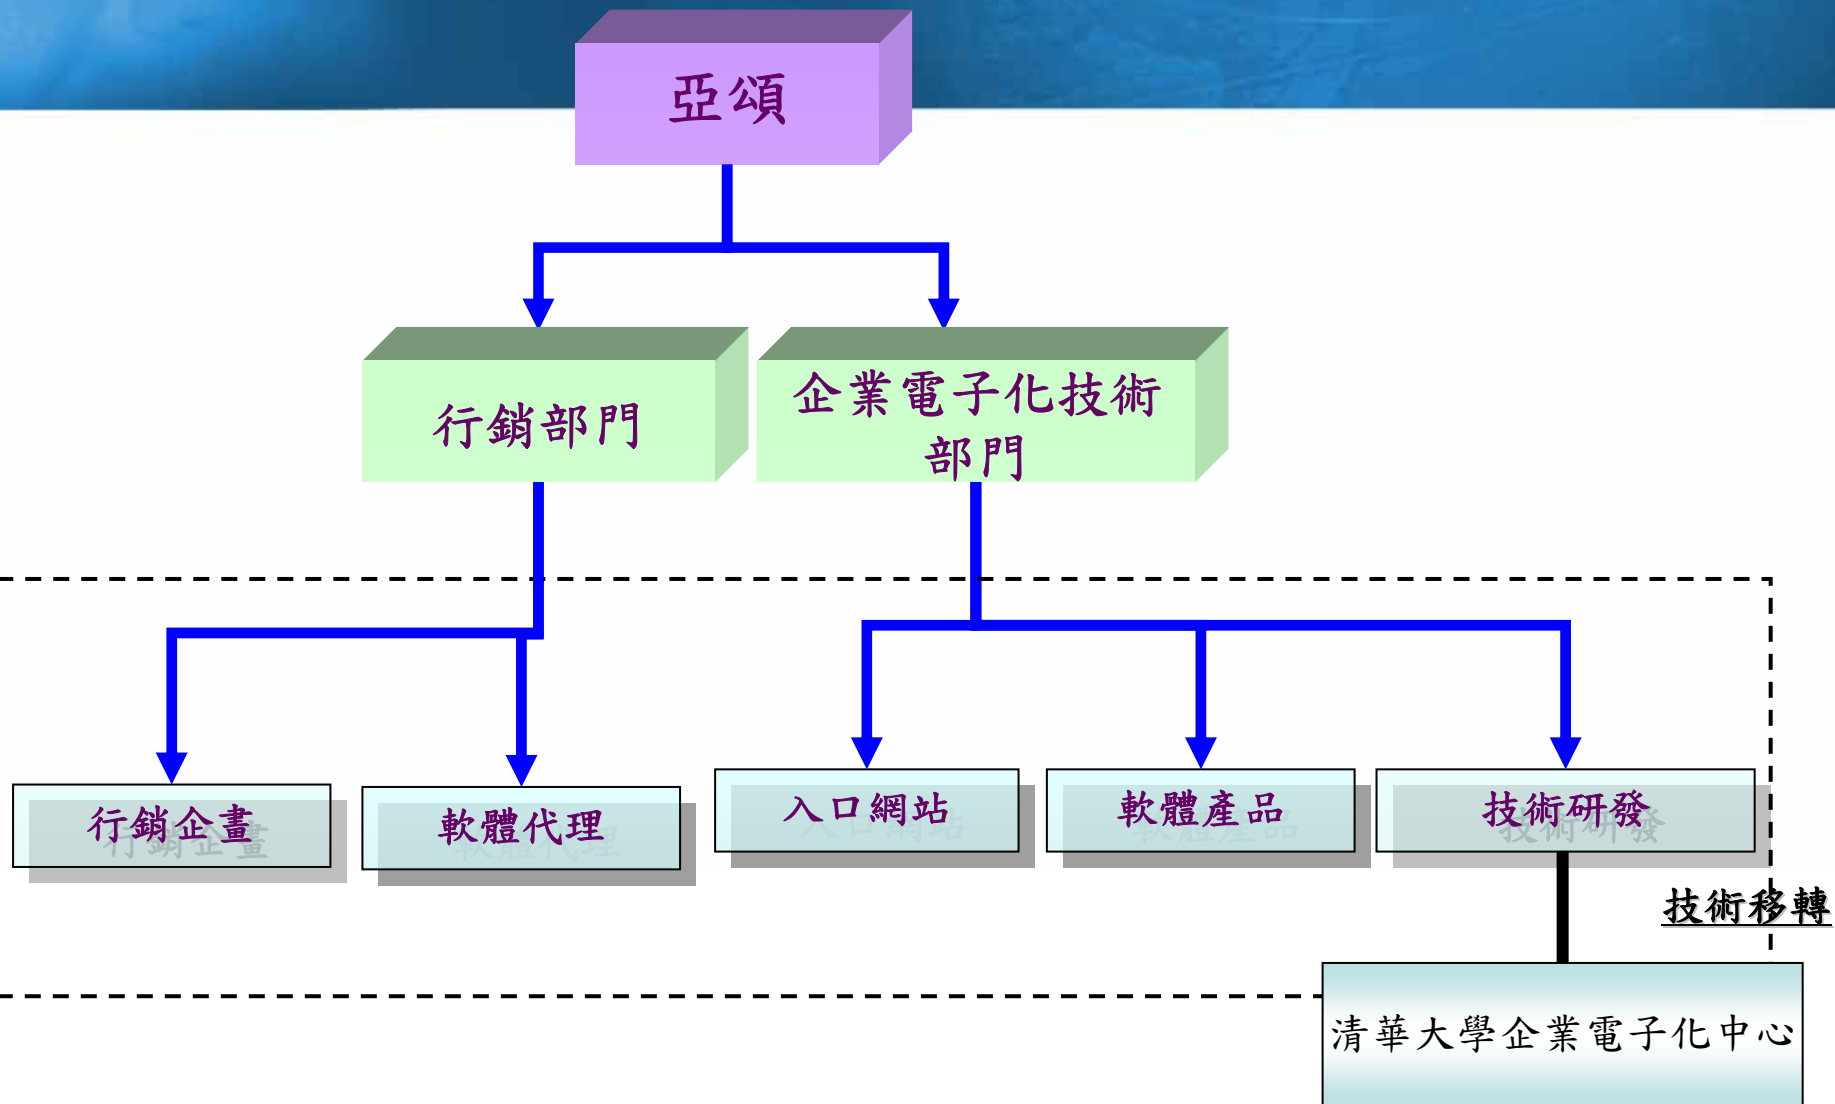 亞頌
行銷部門
企業電子化技術
部門
行銷企畫
軟體代理
入口網站
軟體產品
技術研發
技術移轉
清華大學企業電子化中心